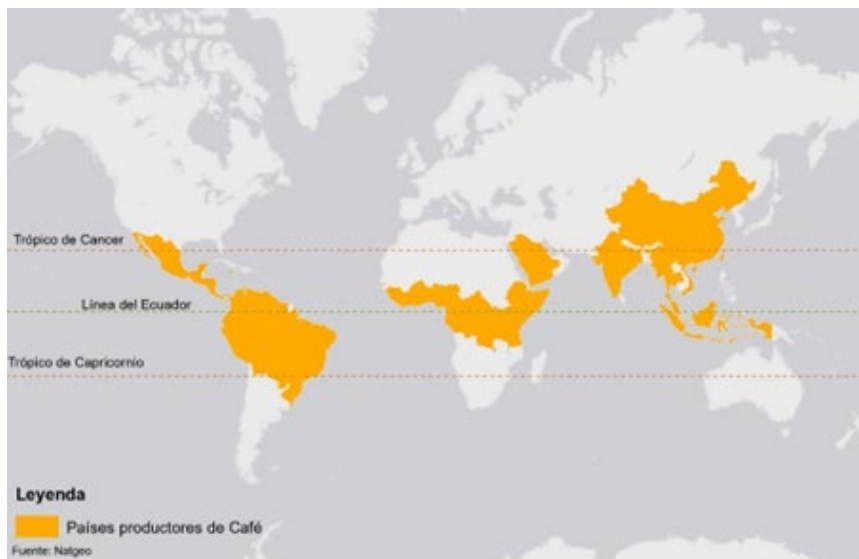 Trópico de Cancer
Línea del Ecuador
Trópico de Capricornio
Leyenda
Países productores de Café
Fuente: Natgeo